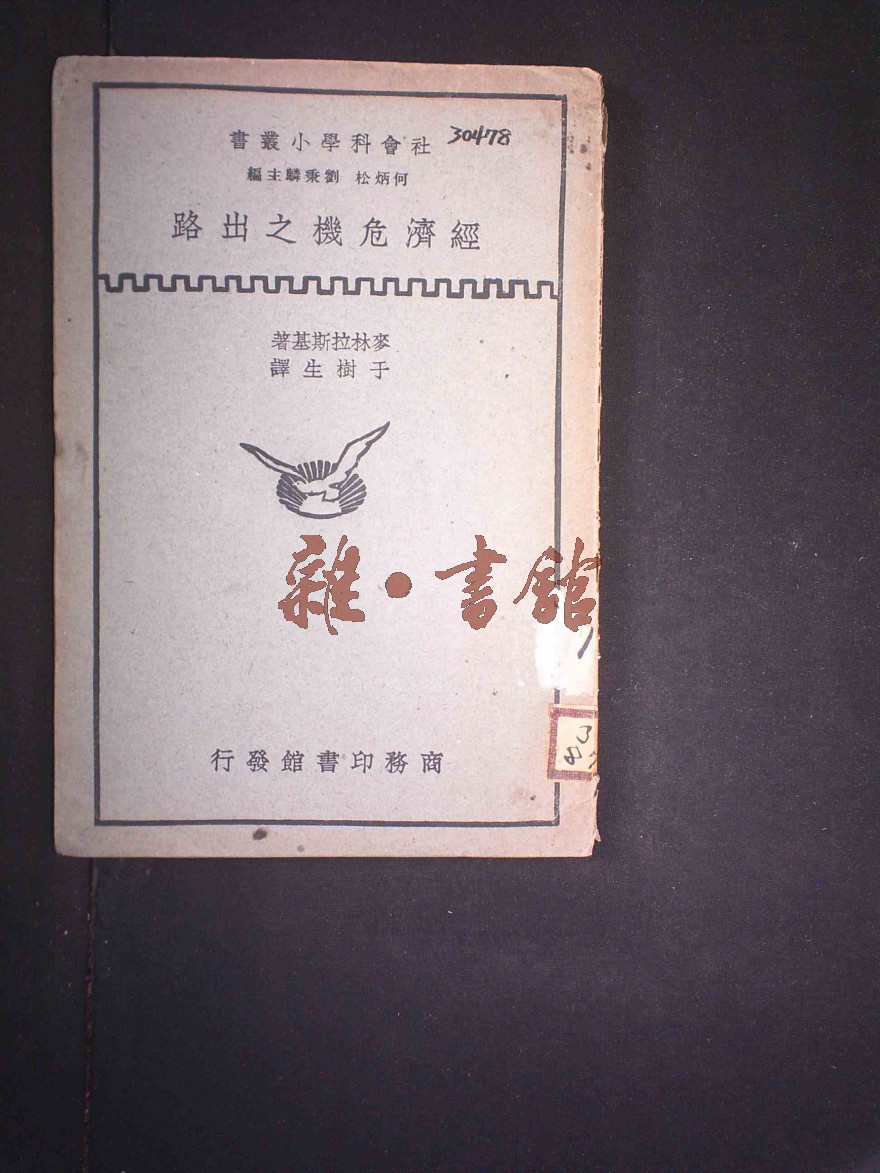 社會科學小叢書
30478
何炳松 劉秉麟主編
經濟危機之出路
麥林拉斯基著
于樹生譯
雜·書館
商務印書館發行